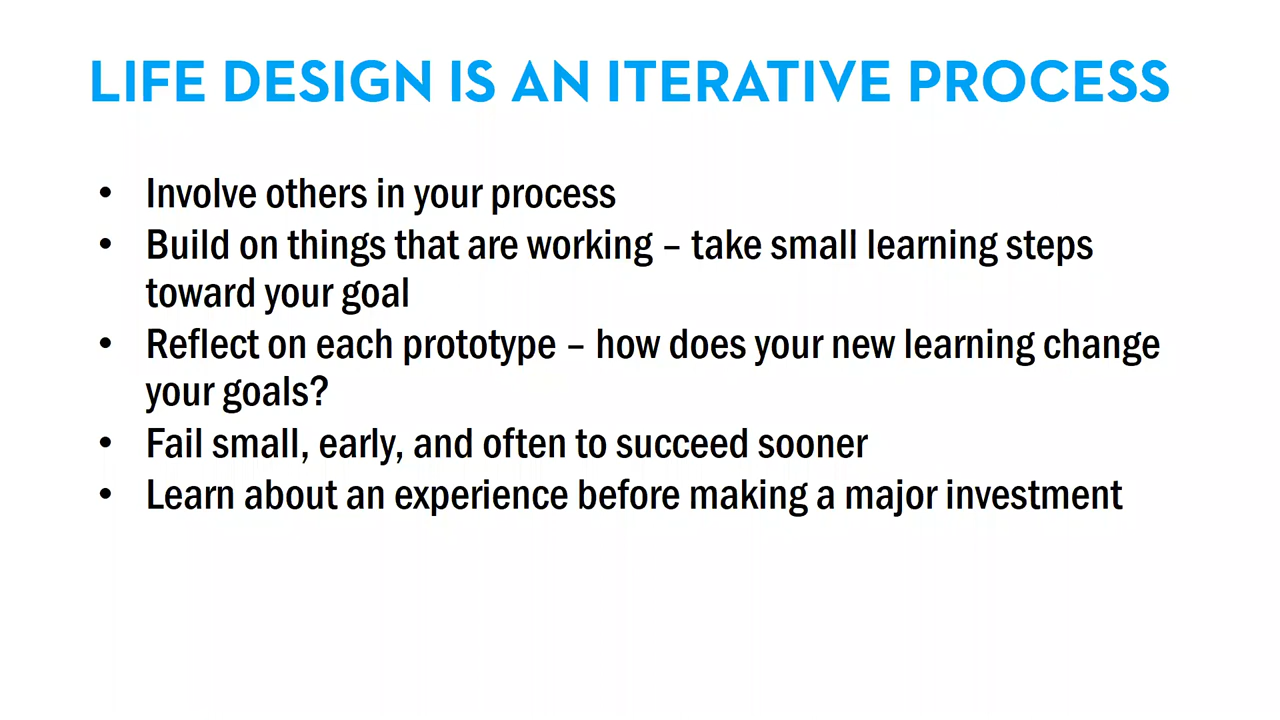 LIFE DESIGN IS AN ITERATIVE PROCESS
• Involve others in your process
• Build on things that are working – take small learning steps
toward your goal
• Reflect on each prototype – how does your new learning change
your goals?
• Fail small, early, and often to succeed sooner
• Learn about an experience before making a major investment